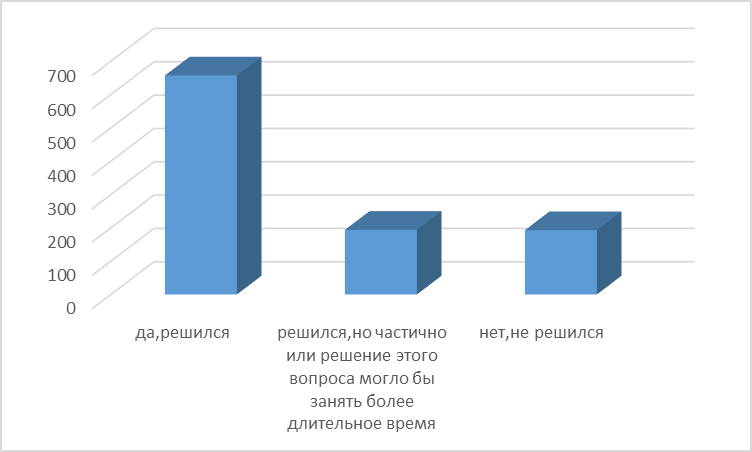 700
600
500
400
300
200
100
0
да,решился
решился,но частично
или решение этого
вопроса могло бы
занять более
длительное время
нет,не решился